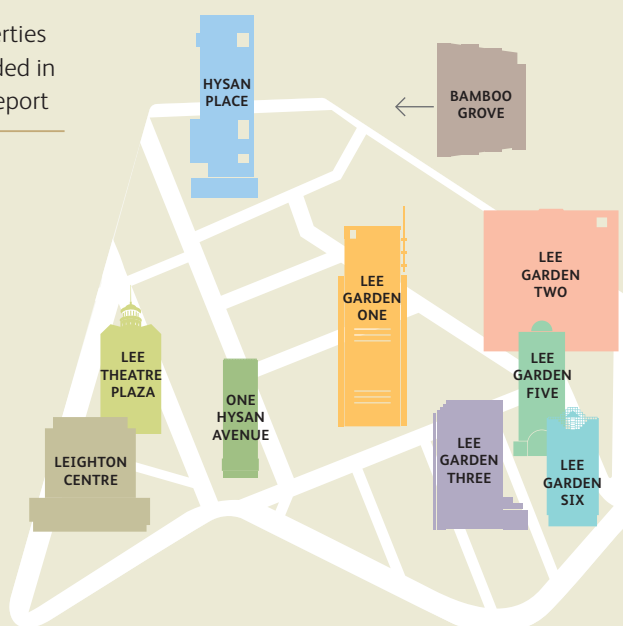 erties
ded in
eport
HYSAN
PLACE
BAMBOO
GROVE
LEE
GARDEN
TWO
LEE
GARDEN
ONE
LEE
THEATRE
PLAZA
LEE
GARDEN
FIVE
ONE
HYSAN
AVENUE
LEIGHTON
CENTRE
LEE
GARDEN
THREE
LEE
GARDEN
SIX